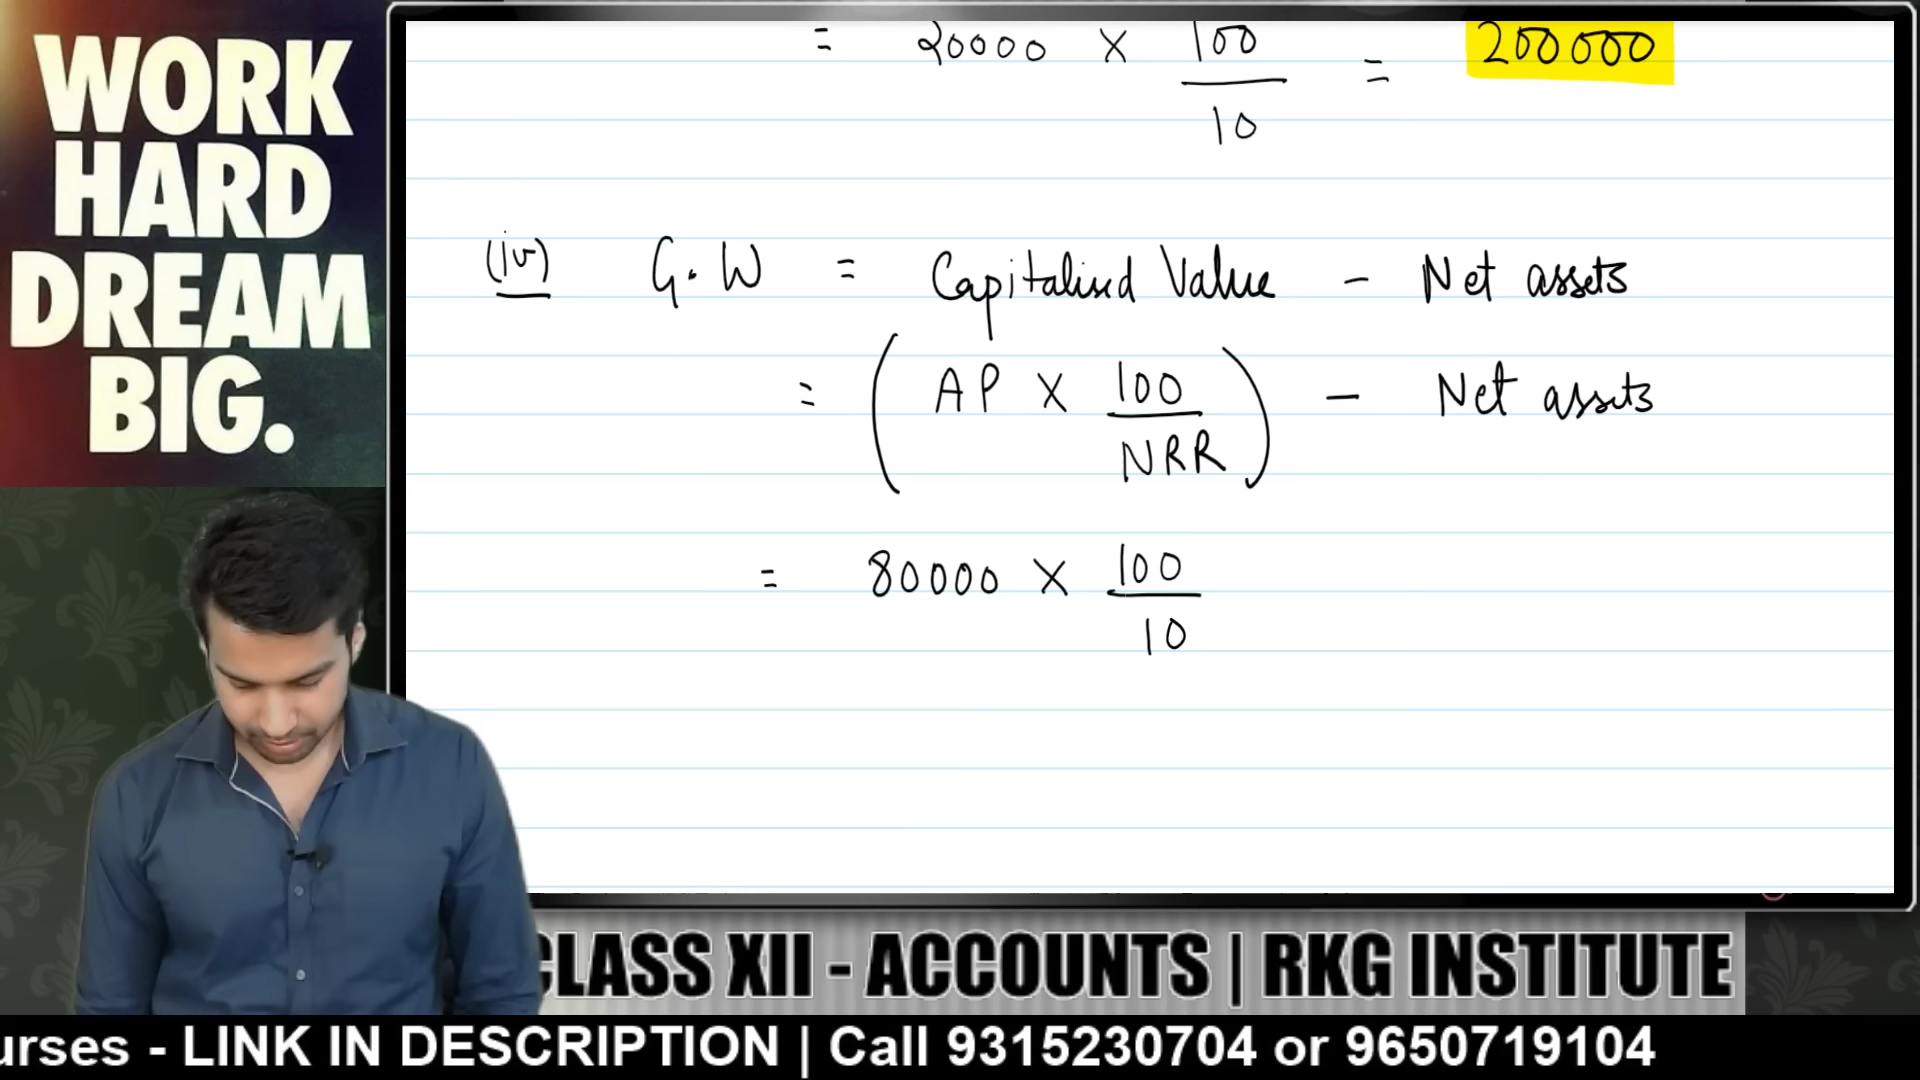 WORK
HARD
DREAM
BIG.
= 20000 X 100/10 = 200000
(iv) G.W = Capitalised Value - Net assets
= (AP X 100/NRR) - Net assets
= 80000 X 100/10
CLASS XII - ACCOUNTS | RKG INSTITUTE
urses - LINK IN DESCRIPTION | Call 9315230704 or 9650719104